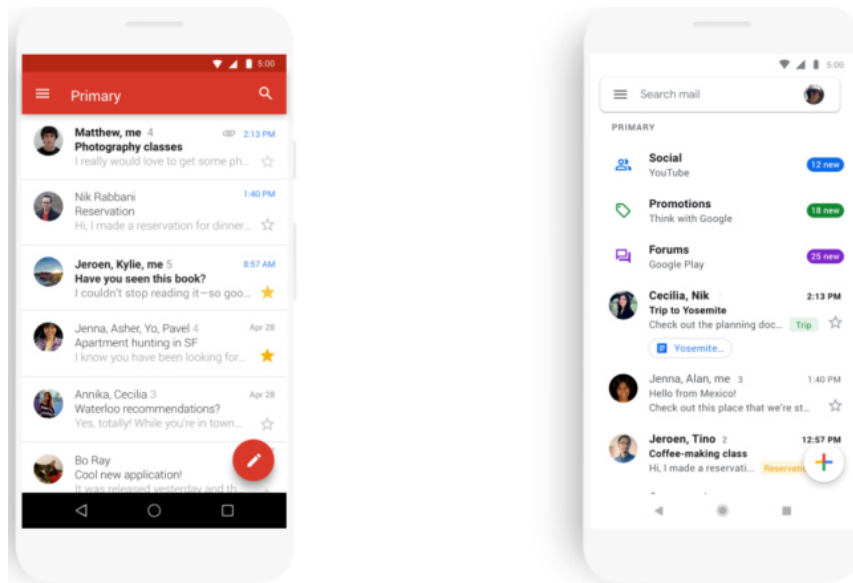 5:00
Primary
Matthew, me 4 2:13 PM
Photography classes
I really would love to get some ph...
Nik Rabbani 1:40 PM
Reservation
Hi, I made a reservation for dinner...
Jeroen, Kylie, me 5 8:57 AM
Have you seen this book?
I couldn't stop reading it—so goo...
Jenna, Asher, Yo, Pavel 4 Apr 28
Apartment hunting in SF
I know you have been looking for...
Annika, Cecilia 3 Apr 28
Waterloo recommendations?
Yes, totally! While you're in town...
Bo Ray
Cool new application!
It was released yesterday and th
5:00
Search mail
PRIMARY
Social
YouTube
12 new
Promotions
Think with Google
18 new
Forums
Google Play
25 new
Cecilia, Nik 2:13 PM
Trip to Yosemite
Check out the planning doc... Trip
Yosemite...
Jenna, Alan, me 3 1:40 PM
Hello from Mexico!
Check out this place that we're st...
Jeroen, Tino 2 12:57 PM
Coffee-making class
Hi, I made a reservati... Reservati